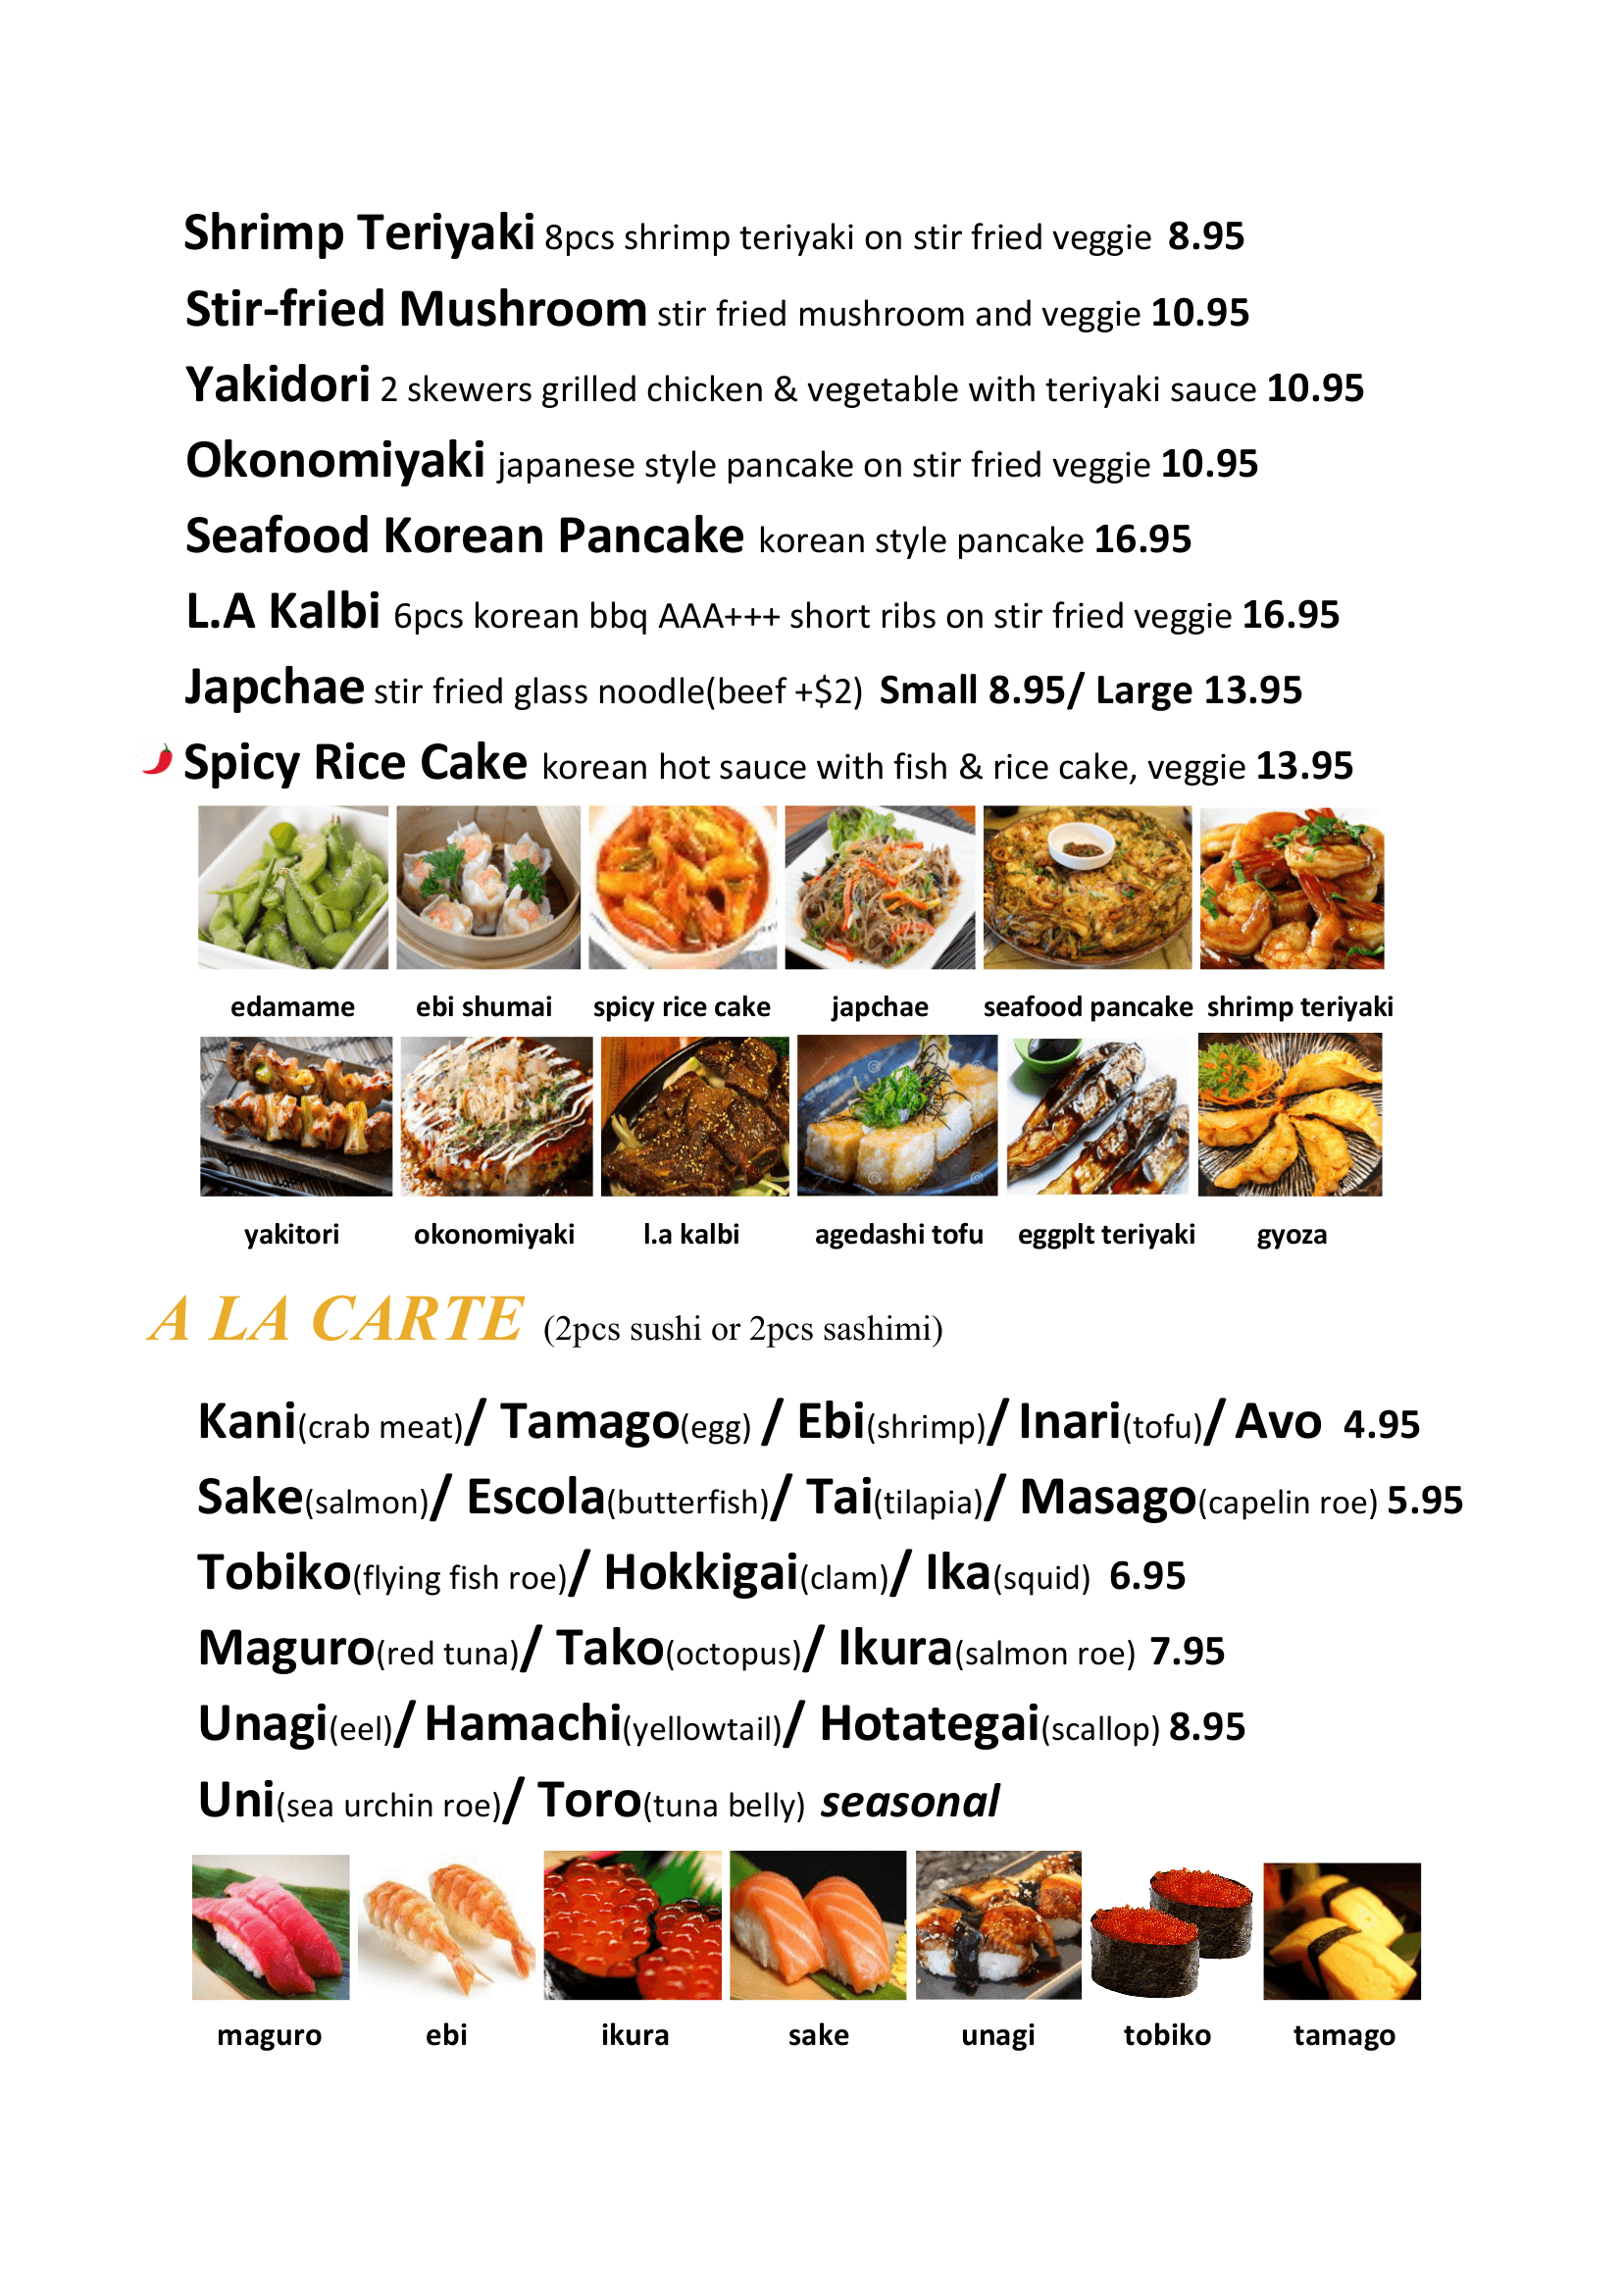 Shrimp Teriyaki 8pcs shrimp teriyaki on stir fried veggie 8.95
Stir-fried Mushroom stir fried mushroom and veggie 10.95
Yakidori 2 skewers grilled chicken & vegetable with teriyaki sauce 10.95
Okonomiyaki japanese style pancake on stir fried veggie 10.95
Seafood Korean Pancake korean style pancake 16.95
L.A Kalbi 6pcs korean bbq AAA+++ short ribs on stir fried veggie 16.95
Japchae stir fried glass noodle(beef +$2) Small 8.95/ Large 13.95
Spicy Rice Cake korean hot sauce with fish & rice cake, veggie 13.95
edamame ebi shumai spicy rice cake japchae seafood pancake shrimp teriyaki
yakitori okonomiyaki l.a kalbi agedashi tofu eggplt teriyaki gyoza
A LA CARTE (2pcs sushi or 2pcs sashimi)
Kani(crab meat)/ Tamago(egg) / Ebi(shrimp)/ Inari(tofu)/ Avo 4.95
Sake(salmon)/ Escola(butterfish)/ Tai(tilapia)/ Masago(capelin roe) 5.95
Tobiko(flying fish roe)/ Hokkigai(clam)/ Ika(squid) 6.95
Maguro(red tuna)/ Tako(octopus)/ Ikura(salmon roe) 7.95
Unagi(eel)/ Hamachi(yellowtail)/ Hotategai(scallop) 8.95
Uni(sea urchin roe)/ Toro(tuna belly) seasonal
maguro ebi ikura sake unagi tobiko tamago